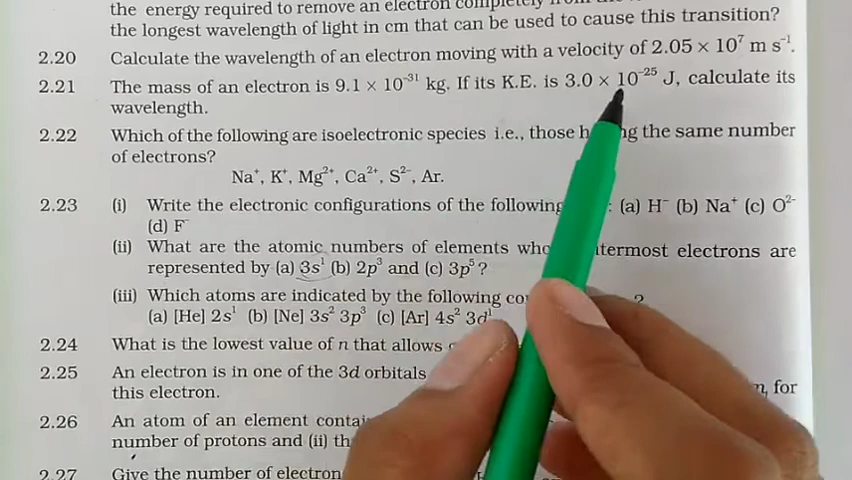 the energy required to remove an electron completely from the
the longest wavelength of light in cm that can be used to cause this transition?
2.20 Calculate the wavelength of an electron moving with a velocity of 2.05 × 10⁷ m s⁻¹.
2.21 The mass of an electron is 9.1 × 10⁻³¹ kg. If its K.E. is 3.0 × 10⁻²⁵ J, calculate its
wavelength.
2.22 Which of the following are isoelectronic species i.e., those the same number
of electrons?
Na⁺, K⁺, Mg²⁺, Ca²⁺, S²⁻, Ar.
2.23 (i) Write the electronic configurations of the following : (a) H⁻ (b) Na⁺ (c) O²⁻
(d) F⁻
(ii) What are the atomic numbers of elements electrons are
represented by (a) 3s¹ (b) 2p³ and (c) 3p⁵ ?
(iii) Which atoms are indicated by the following ?
(a) [He] 2s¹ (b) [Ne] 3s² 3p³ (c) [Ar] 4s² 3d¹
2.24 What is the lowest value of n that allows
2.25 An electron is in one of the 3d orbitals for
this electron.
2.26 An atom of an element
number of protons and (ii)
2.27 Give the number of